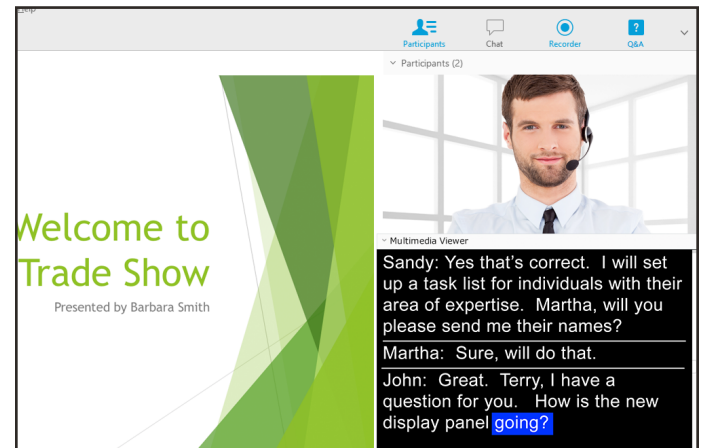 Help
Participants
Chat
Recorder
?
Q&A
Participants (2)
Welcome to
Trade Show
Presented by Barbara Smith
Multimedia Viewer
Sandy: Yes that's correct. I will set
up a task list for individuals with their
area of expertise. Martha, will you
please send me their names?
Martha: Sure, will do that.
John: Great. Terry, I have a
question for you. How is the new
display panel going?